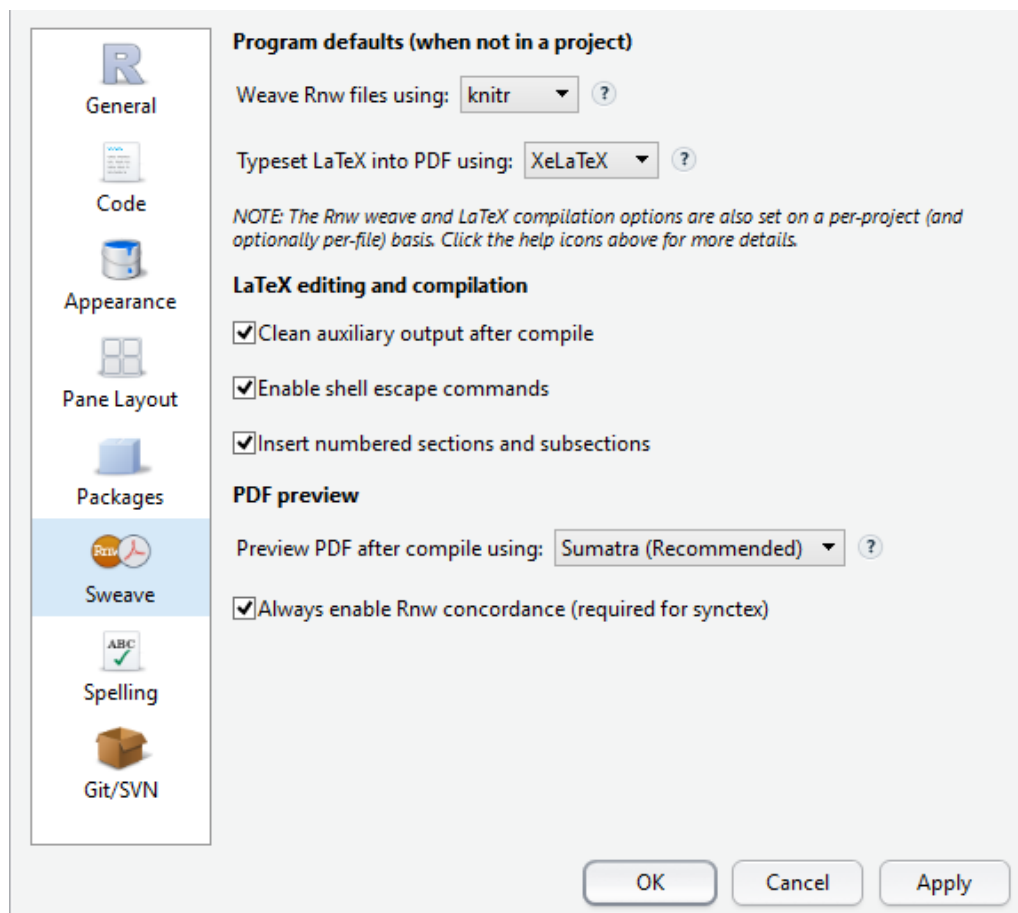 General
Code
Appearance
Pane Layout
Packages
Rnw
Sweave
ABC
Spelling
Git/SVN
Program defaults (when not in a project)
Weave Rnw files using: knitr ?
Typeset LaTeX into PDF using: XeLaTeX ?
NOTE: The Rnw weave and LaTeX compilation options are also set on a per-project (and
optionally per-file) basis. Click the help icons above for more details.
LaTeX editing and compilation
Clean auxiliary output after compile
Enable shell escape commands
Insert numbered sections and subsections
PDF preview
Preview PDF after compile using: Sumatra (Recommended) ?
Always enable Rnw concordance (required for synctex)
OK Cancel Apply